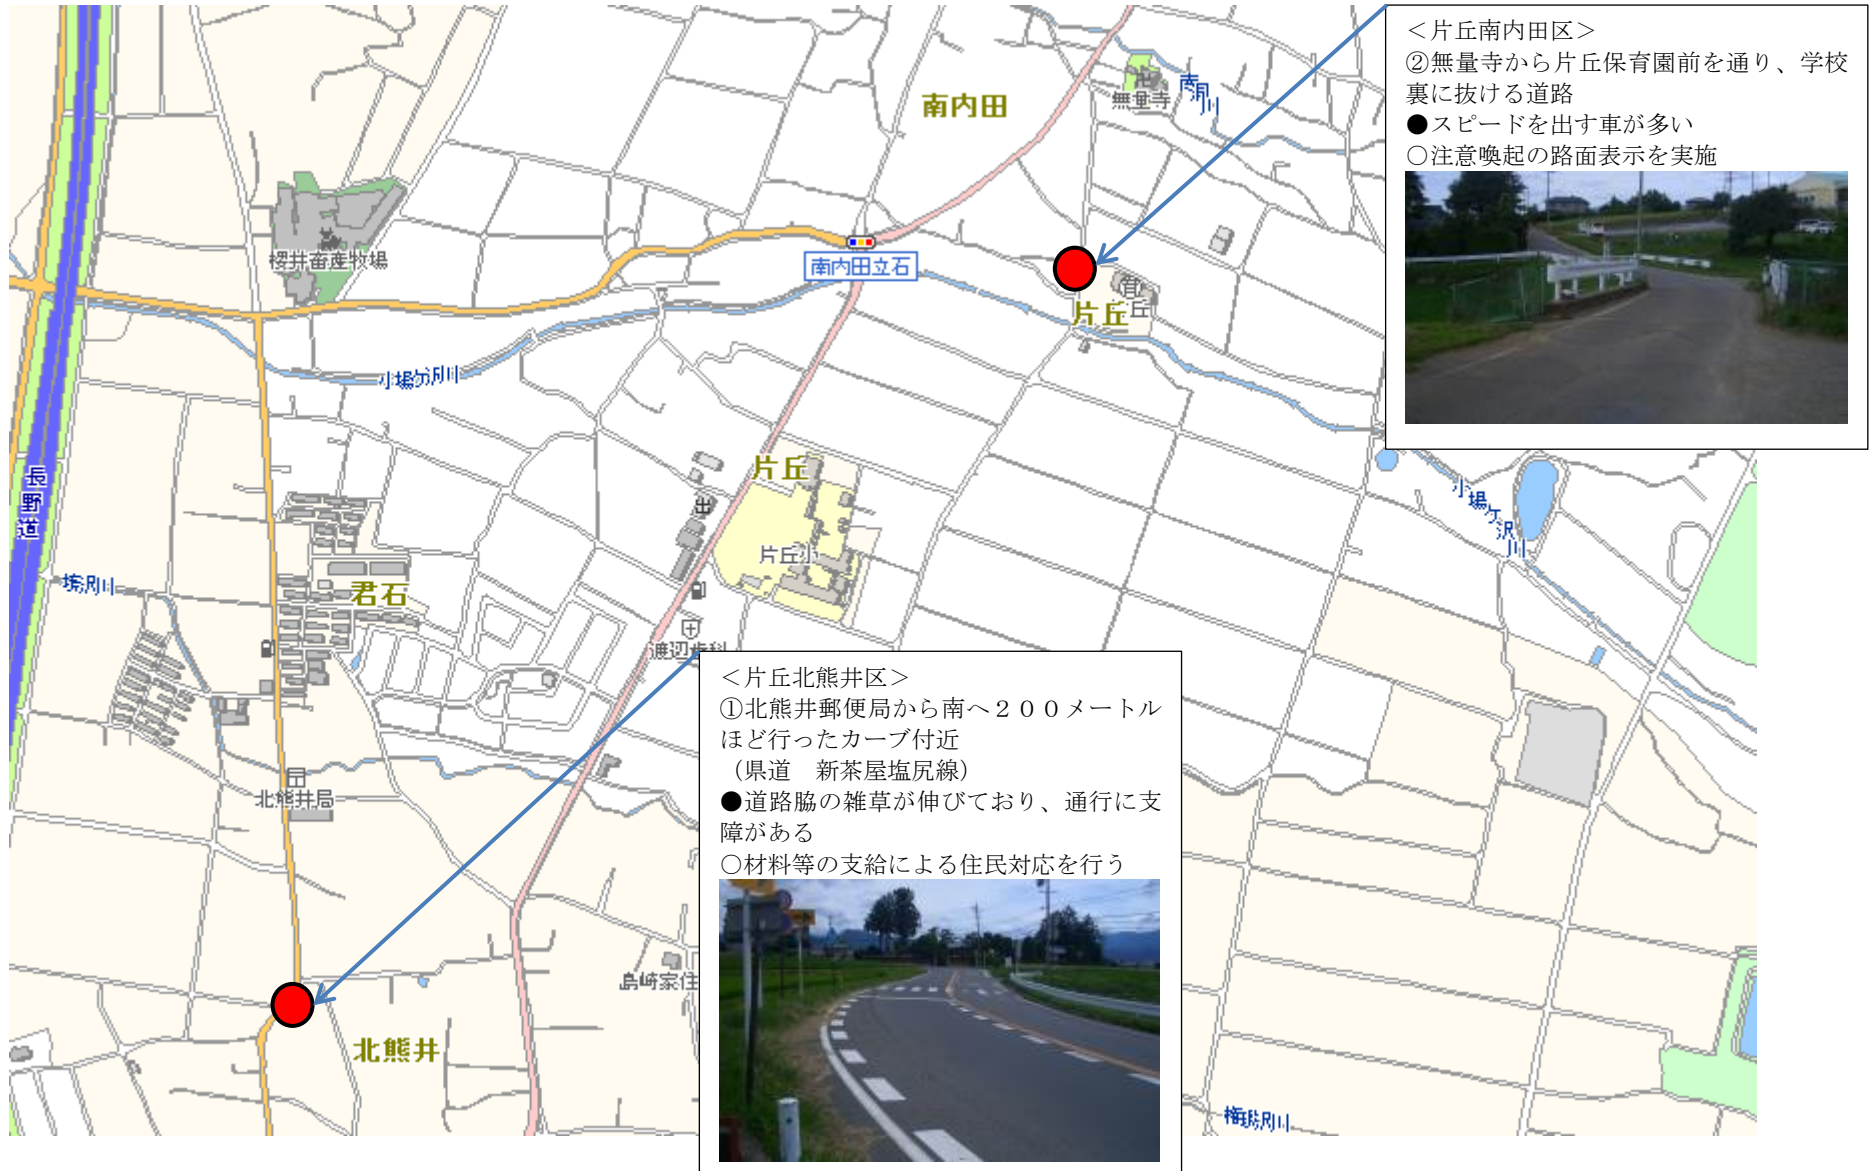 ＜片丘南内田区＞
②無量寺から片丘保育園前を通り、学校
裏に抜ける道路
●スピードを出す車が多い
○注意喚起の路面表示を実施
南内田
無量寺
南洞川
櫻井畜産牧場
南内田立石
片丘
丘
小場ケ沢川
長野道
片丘
出
片丘小
小場ケ沢川
境沢川
君石
渡辺歯科
＜片丘北熊井区＞
①北熊井郵便局から南へ２００メートル
ほど行ったカーブ付近
（県道　新茶屋塩尻線）
●道路脇の雑草が伸びており、通行に支
障がある
○材料等の支給による住民対応を行う
北熊井局
島崎家住
北熊井